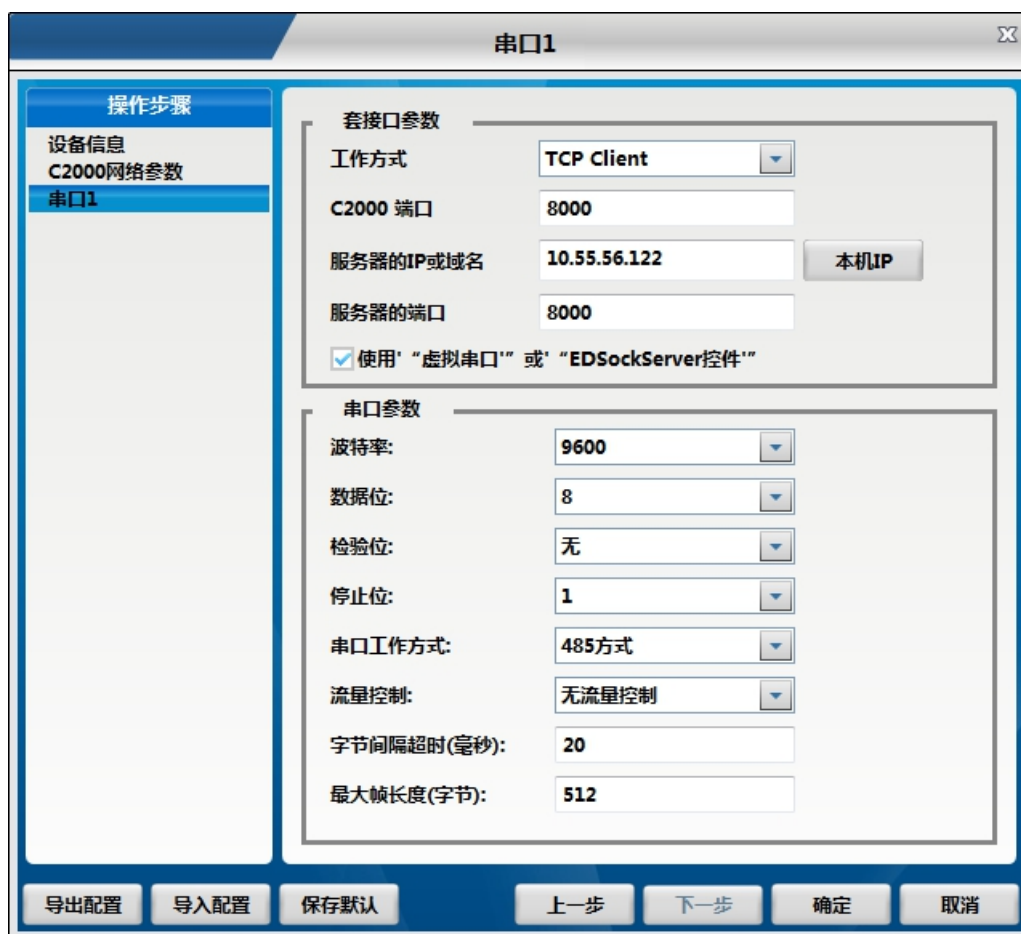 串口1
操作步骤
设备信息
C2000网络参数
串口1
套接口参数
工作方式 TCP Client
C2000 端口 8000
服务器的IP或域名 10.55.56.122 本机IP
服务器的端口 8000
使用' “虚拟串口'” 或' “EDSockServer控件'”
串口参数
波特率: 9600
数据位: 8
检验位: 无
停止位: 1
串口工作方式: 485方式
流量控制: 无流量控制
字节间隔超时(毫秒): 20
最大帧长度(字节): 512
导出配置 导入配置 保存默认 上一步 下一步 确定 取消